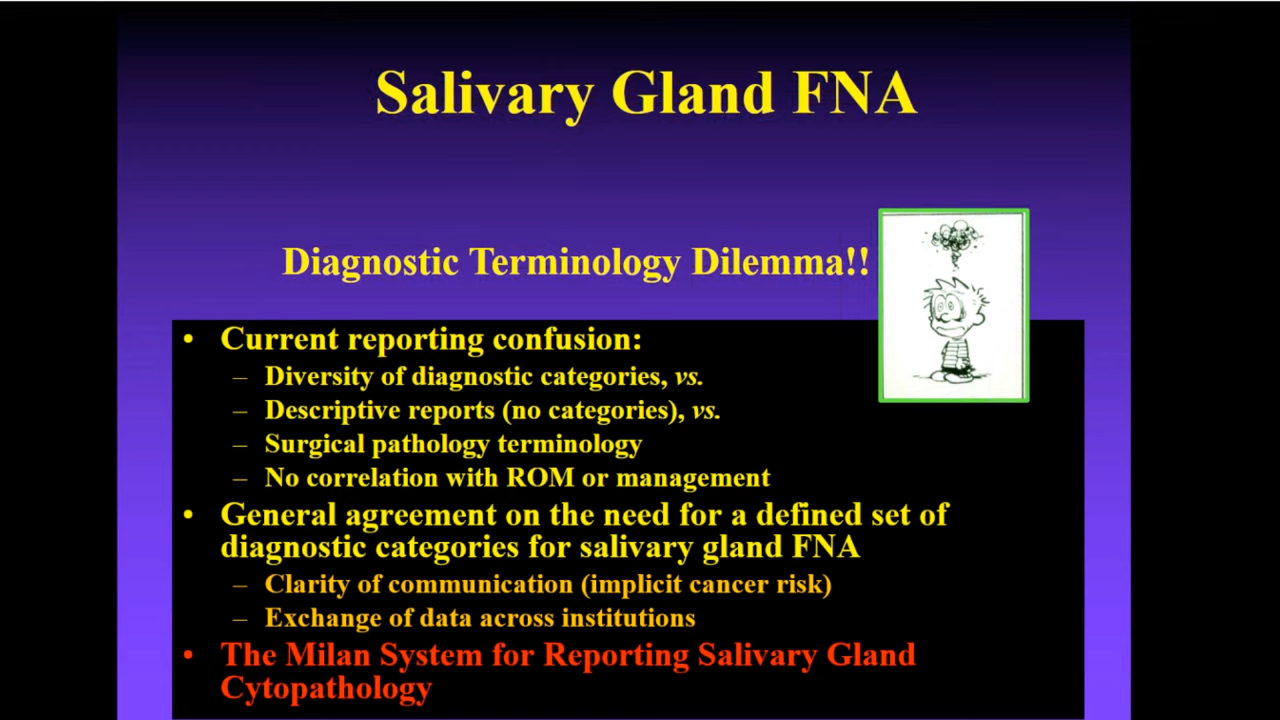 Salivary Gland FNA
Diagnostic Terminology Dilemma!!
• Current reporting confusion:
– Diversity of diagnostic categories, vs.
– Descriptive reports (no categories), vs.
– Surgical pathology terminology
– No correlation with ROM or management
• General agreement on the need for a defined set of
diagnostic categories for salivary gland FNA
– Clarity of communication (implicit cancer risk)
– Exchange of data across institutions
• The Milan System for Reporting Salivary Gland
Cytopathology